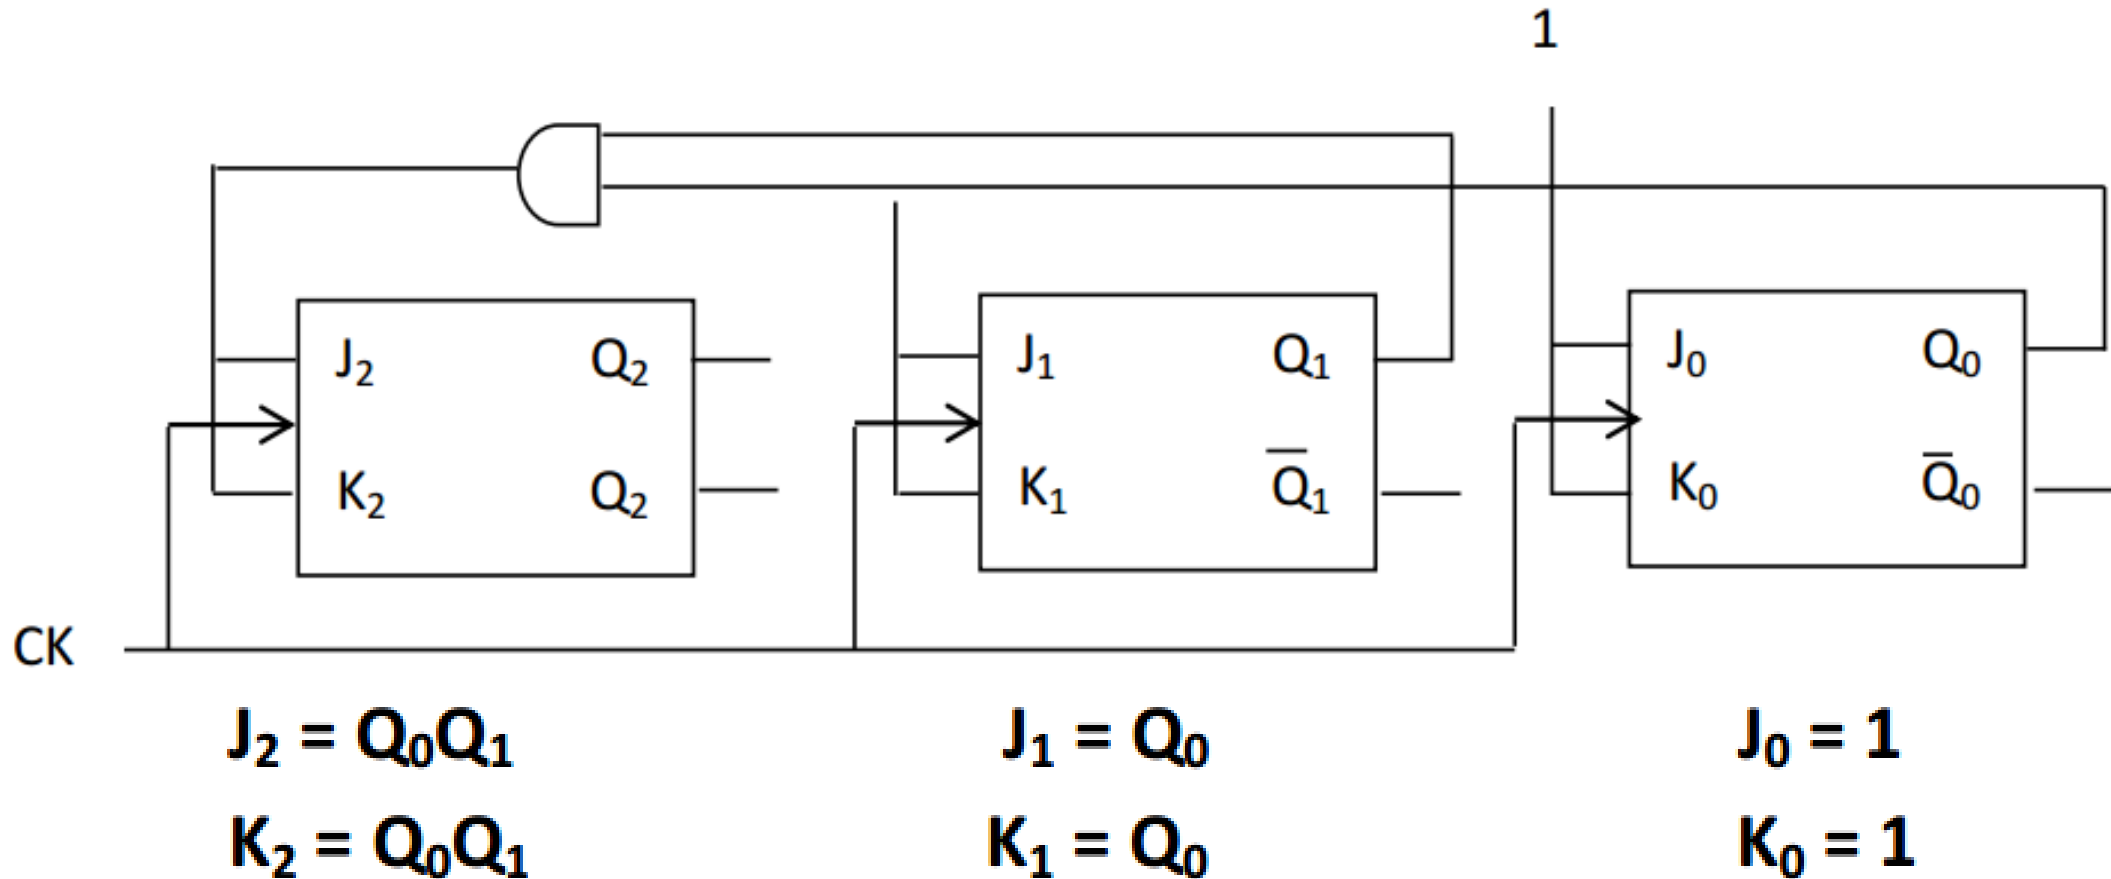 1
J₂ Q₂ J₁ Q₁ J₀ Q₀
K₂ Q₂ K₁ Q̅₁ K₀ Q̅₀
CK
J₂ = Q₀Q₁ J₁ = Q₀ J₀ = 1
K₂ = Q₀Q₁ K₁ = Q₀ K₀ = 1